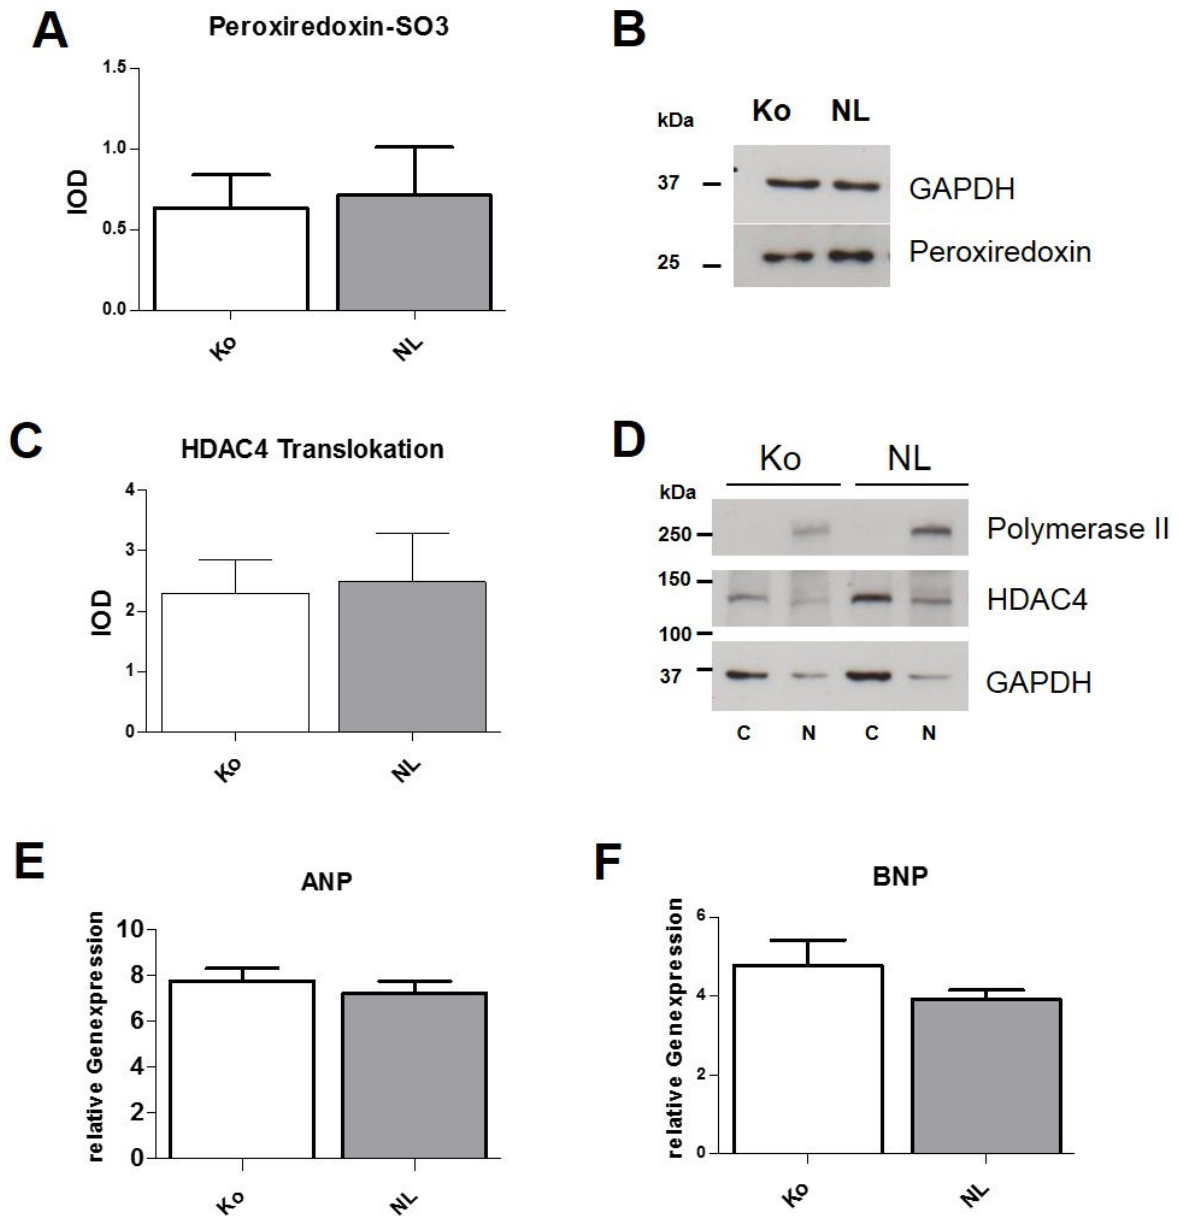 A
Peroxiredoxin-SO3
1.5
1.0
0.5
0.0
IOD
Ko
NL
B
kDa
Ko NL
37
GAPDH
25
Peroxiredoxin
C
HDAC4 Translokation
4
3
2
1
0
IOD
Ko
NL
D
Ko NL
kDa
250
Polymerase II
150
HDAC4
100
37
GAPDH
C N C N
E
ANP
10
8
6
4
2
0
relative Genexpression
Ko
NL
F
BNP
6
4
2
0
relative Genexpression
Ko
NL